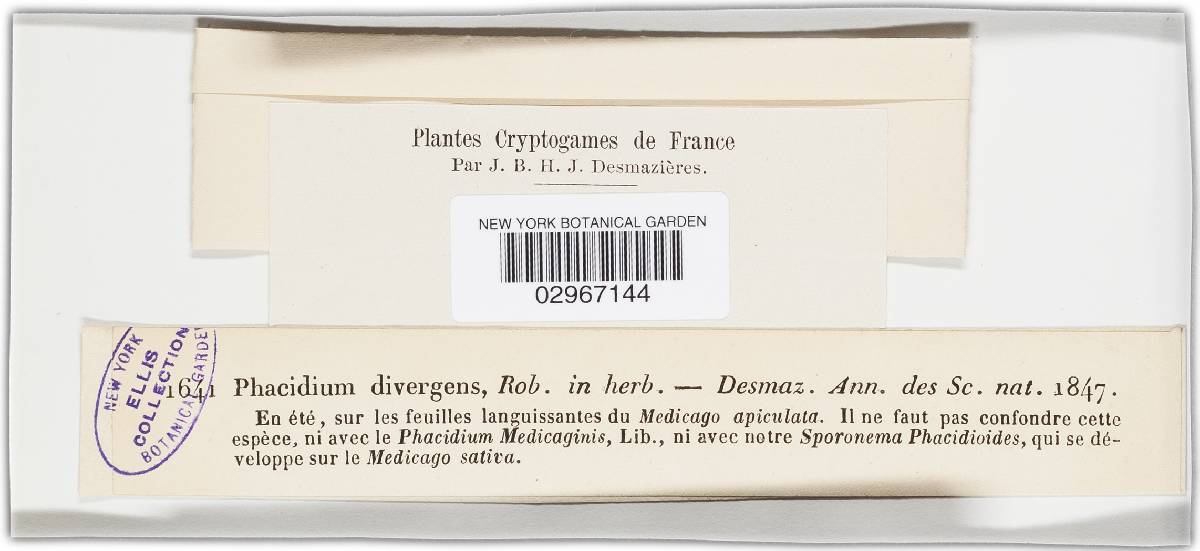 Plantes Cryptogames de France
Par J. B. H. J. Desmazières.
NEW YORK BOTANICAL GARDEN
02967144
NEW YORK
ELLIS
COLLECTION
BOTANICAL GARDEN
1641 Phacidium divergens, Rob. in herb. — Desmaz. Ann. des Sc. nat. 1847.
En été, sur les feuilles languissantes du Medicago apiculata. Il ne faut pas confondre cette
espèce, ni avec le Phacidium Medicaginis, Lib., ni avec notre Sporonema Phacidioides, qui se dé-
veloppe sur le Medicago sativa.